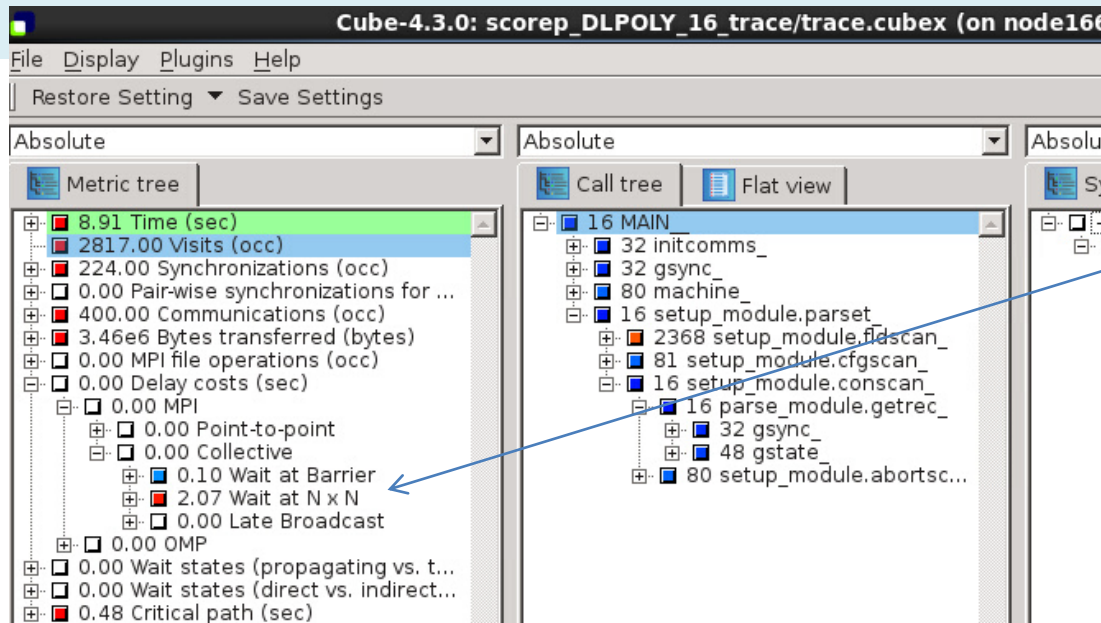 Cube-4.3.0: scorep_DLPOLY_16_trace/trace.cubex (on node166
File Display Plugins Help
Restore Setting Save Settings
Absolute
Metric tree
8.91 Time (sec)
2817.00 Visits (occ)
224.00 Synchronizations (occ)
0.00 Pair-wise synchronizations for ...
400.00 Communications (occ)
3.46e6 Bytes transferred (bytes)
0.00 MPI file operations (occ)
0.00 Delay costs (sec)
0.00 MPI
0.00 Point-to-point
0.00 Collective
0.10 Wait at Barrier
2.07 Wait at N x N
0.00 Late Broadcast
0.00 OMP
0.00 Wait states (propagating vs. t...
0.00 Wait states (direct vs. indirect...
0.48 Critical path (sec)
Absolute
Call tree Flat view
16 MAIN__
32 initcomms_
32 gsync_
80 machine_
16 setup_module.parset_
2368 setup_module.fldscan_
81 setup_module.cfgscan_
16 setup_module.conscan_
16 parse_module.getrec_
32 gsync_
48 gstate_
80 setup_module.abortsc...
Absolu
Sy